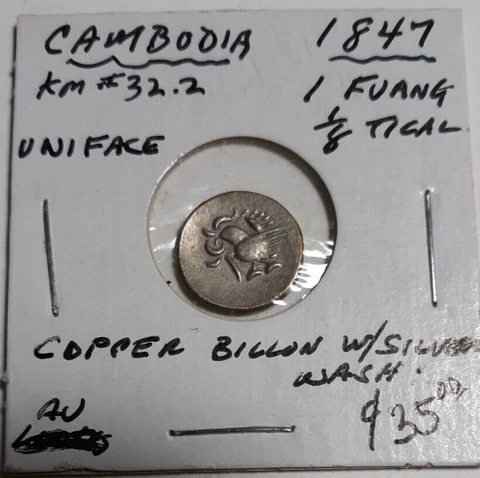 CAMBODIA 1847
KM #32.2 1 FUANG
UNIFACE 1/8 TICAL
COPPER BILLON W/SILVER
WASH.
AU $35.00